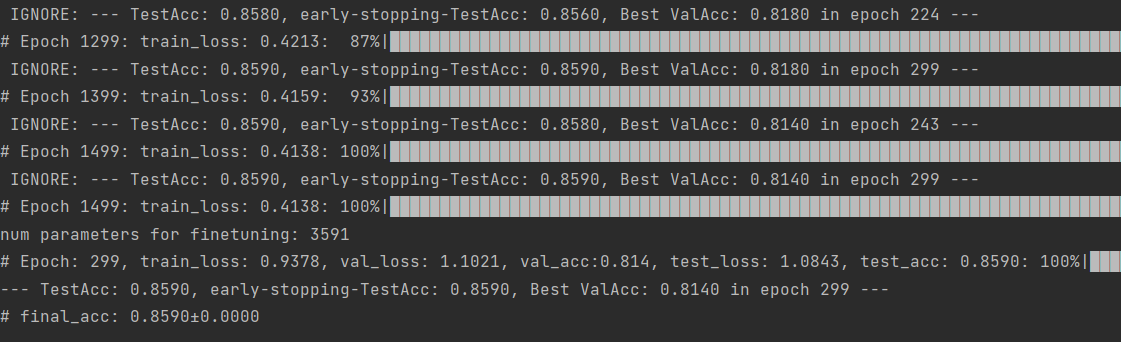 IGNORE: --- TestAcc: 0.8580, early-stopping-TestAcc: 0.8560, Best ValAcc: 0.8180 in epoch 224 ---
# Epoch 1299: train_loss: 0.4213:  87%|
IGNORE: --- TestAcc: 0.8590, early-stopping-TestAcc: 0.8590, Best ValAcc: 0.8180 in epoch 299 ---
# Epoch 1399: train_loss: 0.4159:  93%|
IGNORE: --- TestAcc: 0.8590, early-stopping-TestAcc: 0.8580, Best ValAcc: 0.8140 in epoch 243 ---
# Epoch 1499: train_loss: 0.4138: 100%|
IGNORE: --- TestAcc: 0.8590, early-stopping-TestAcc: 0.8590, Best ValAcc: 0.8140 in epoch 299 ---
# Epoch 1499: train_loss: 0.4138: 100%|
num parameters for finetuning: 3591
# Epoch: 299, train_loss: 0.9378, val_loss: 1.1021, val_acc:0.814, test_loss: 1.0843, test_acc: 0.8590: 100%|
--- TestAcc: 0.8590, early-stopping-TestAcc: 0.8590, Best ValAcc: 0.8140 in epoch 299 ---
# final_acc: 0.8590±0.0000